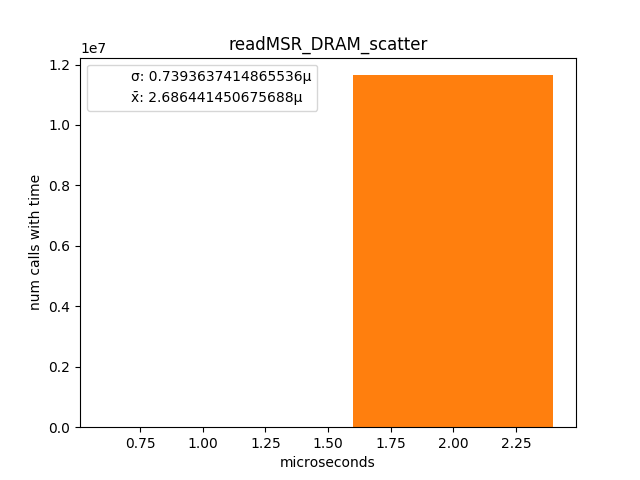 readMSR_DRAM_scatter
1e7
σ: 0.7393637414865536μ
x̄: 2.686441450675688μ
num calls with time
1.2
1.0
0.8
0.6
0.4
0.2
0.0
0.75 1.00 1.25 1.50 1.75 2.00 2.25
microseconds